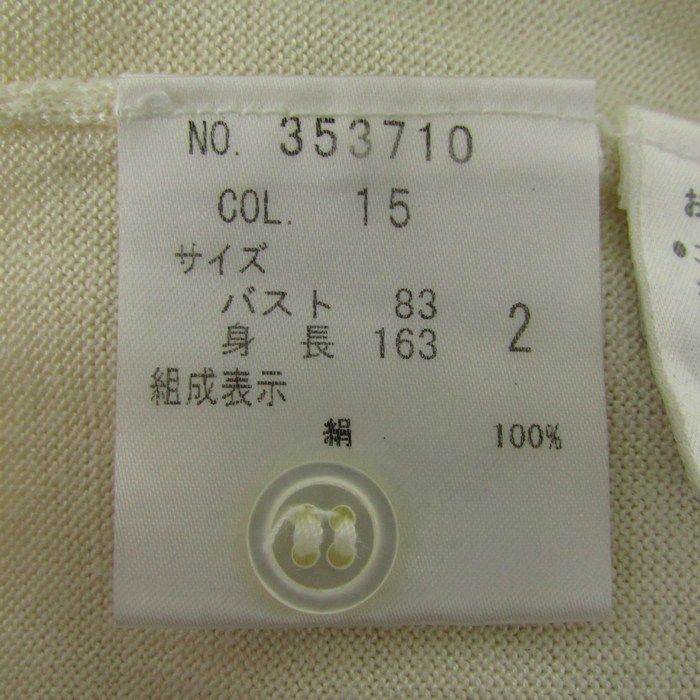 NO. 353710
COL. 15
サイズ
バスト 83
身長 163 2
組成表示
絹 100%
お